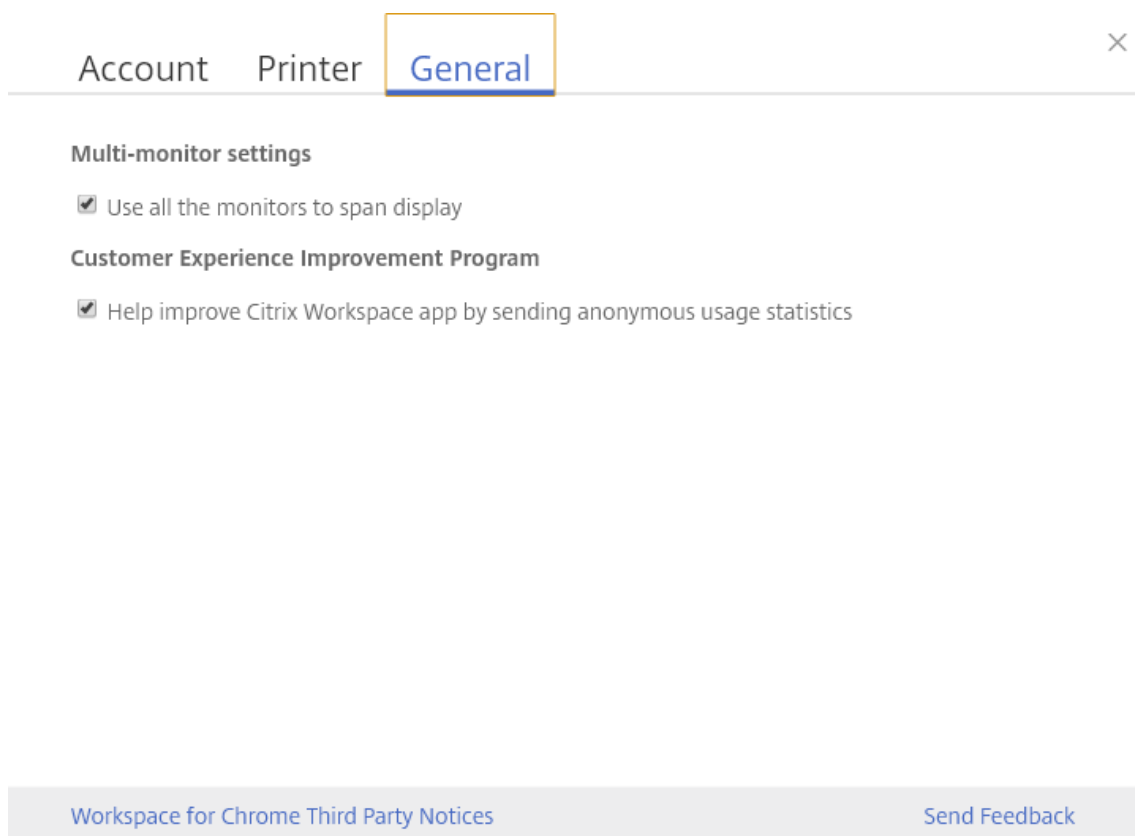 Account Printer General
Multi-monitor settings
Use all the monitors to span display
Customer Experience Improvement Program
Help improve Citrix Workspace app by sending anonymous usage statistics
Workspace for Chrome Third Party Notices Send Feedback